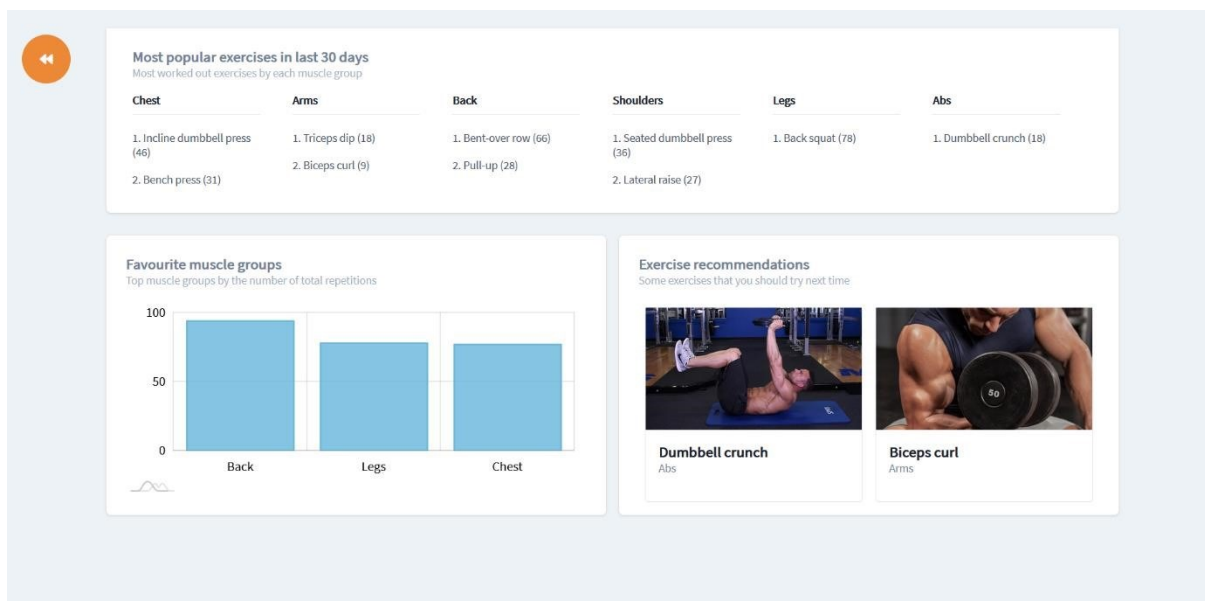 Most popular exercises in last 30 days
Most worked out exercises by each muscle group
Chest
1. Incline dumbbell press
(46)
2. Bench press (31)
Arms
1. Triceps dip (18)
2. Biceps curl (9)
Back
1. Bent-over row (66)
2. Pull-up (28)
Shoulders
1. Seated dumbbell press
(36)
2. Lateral raise (27)
Legs
1. Back squat (78)
Abs
1. Dumbbell crunch (18)
Favourite muscle groups
Top muscle groups by the number of total repetitions
100
50
0
Back
Legs
Chest
Exercise recommendations
Some exercises that you should try next time
50
Dumbbell crunch
Abs
Biceps curl
Arms